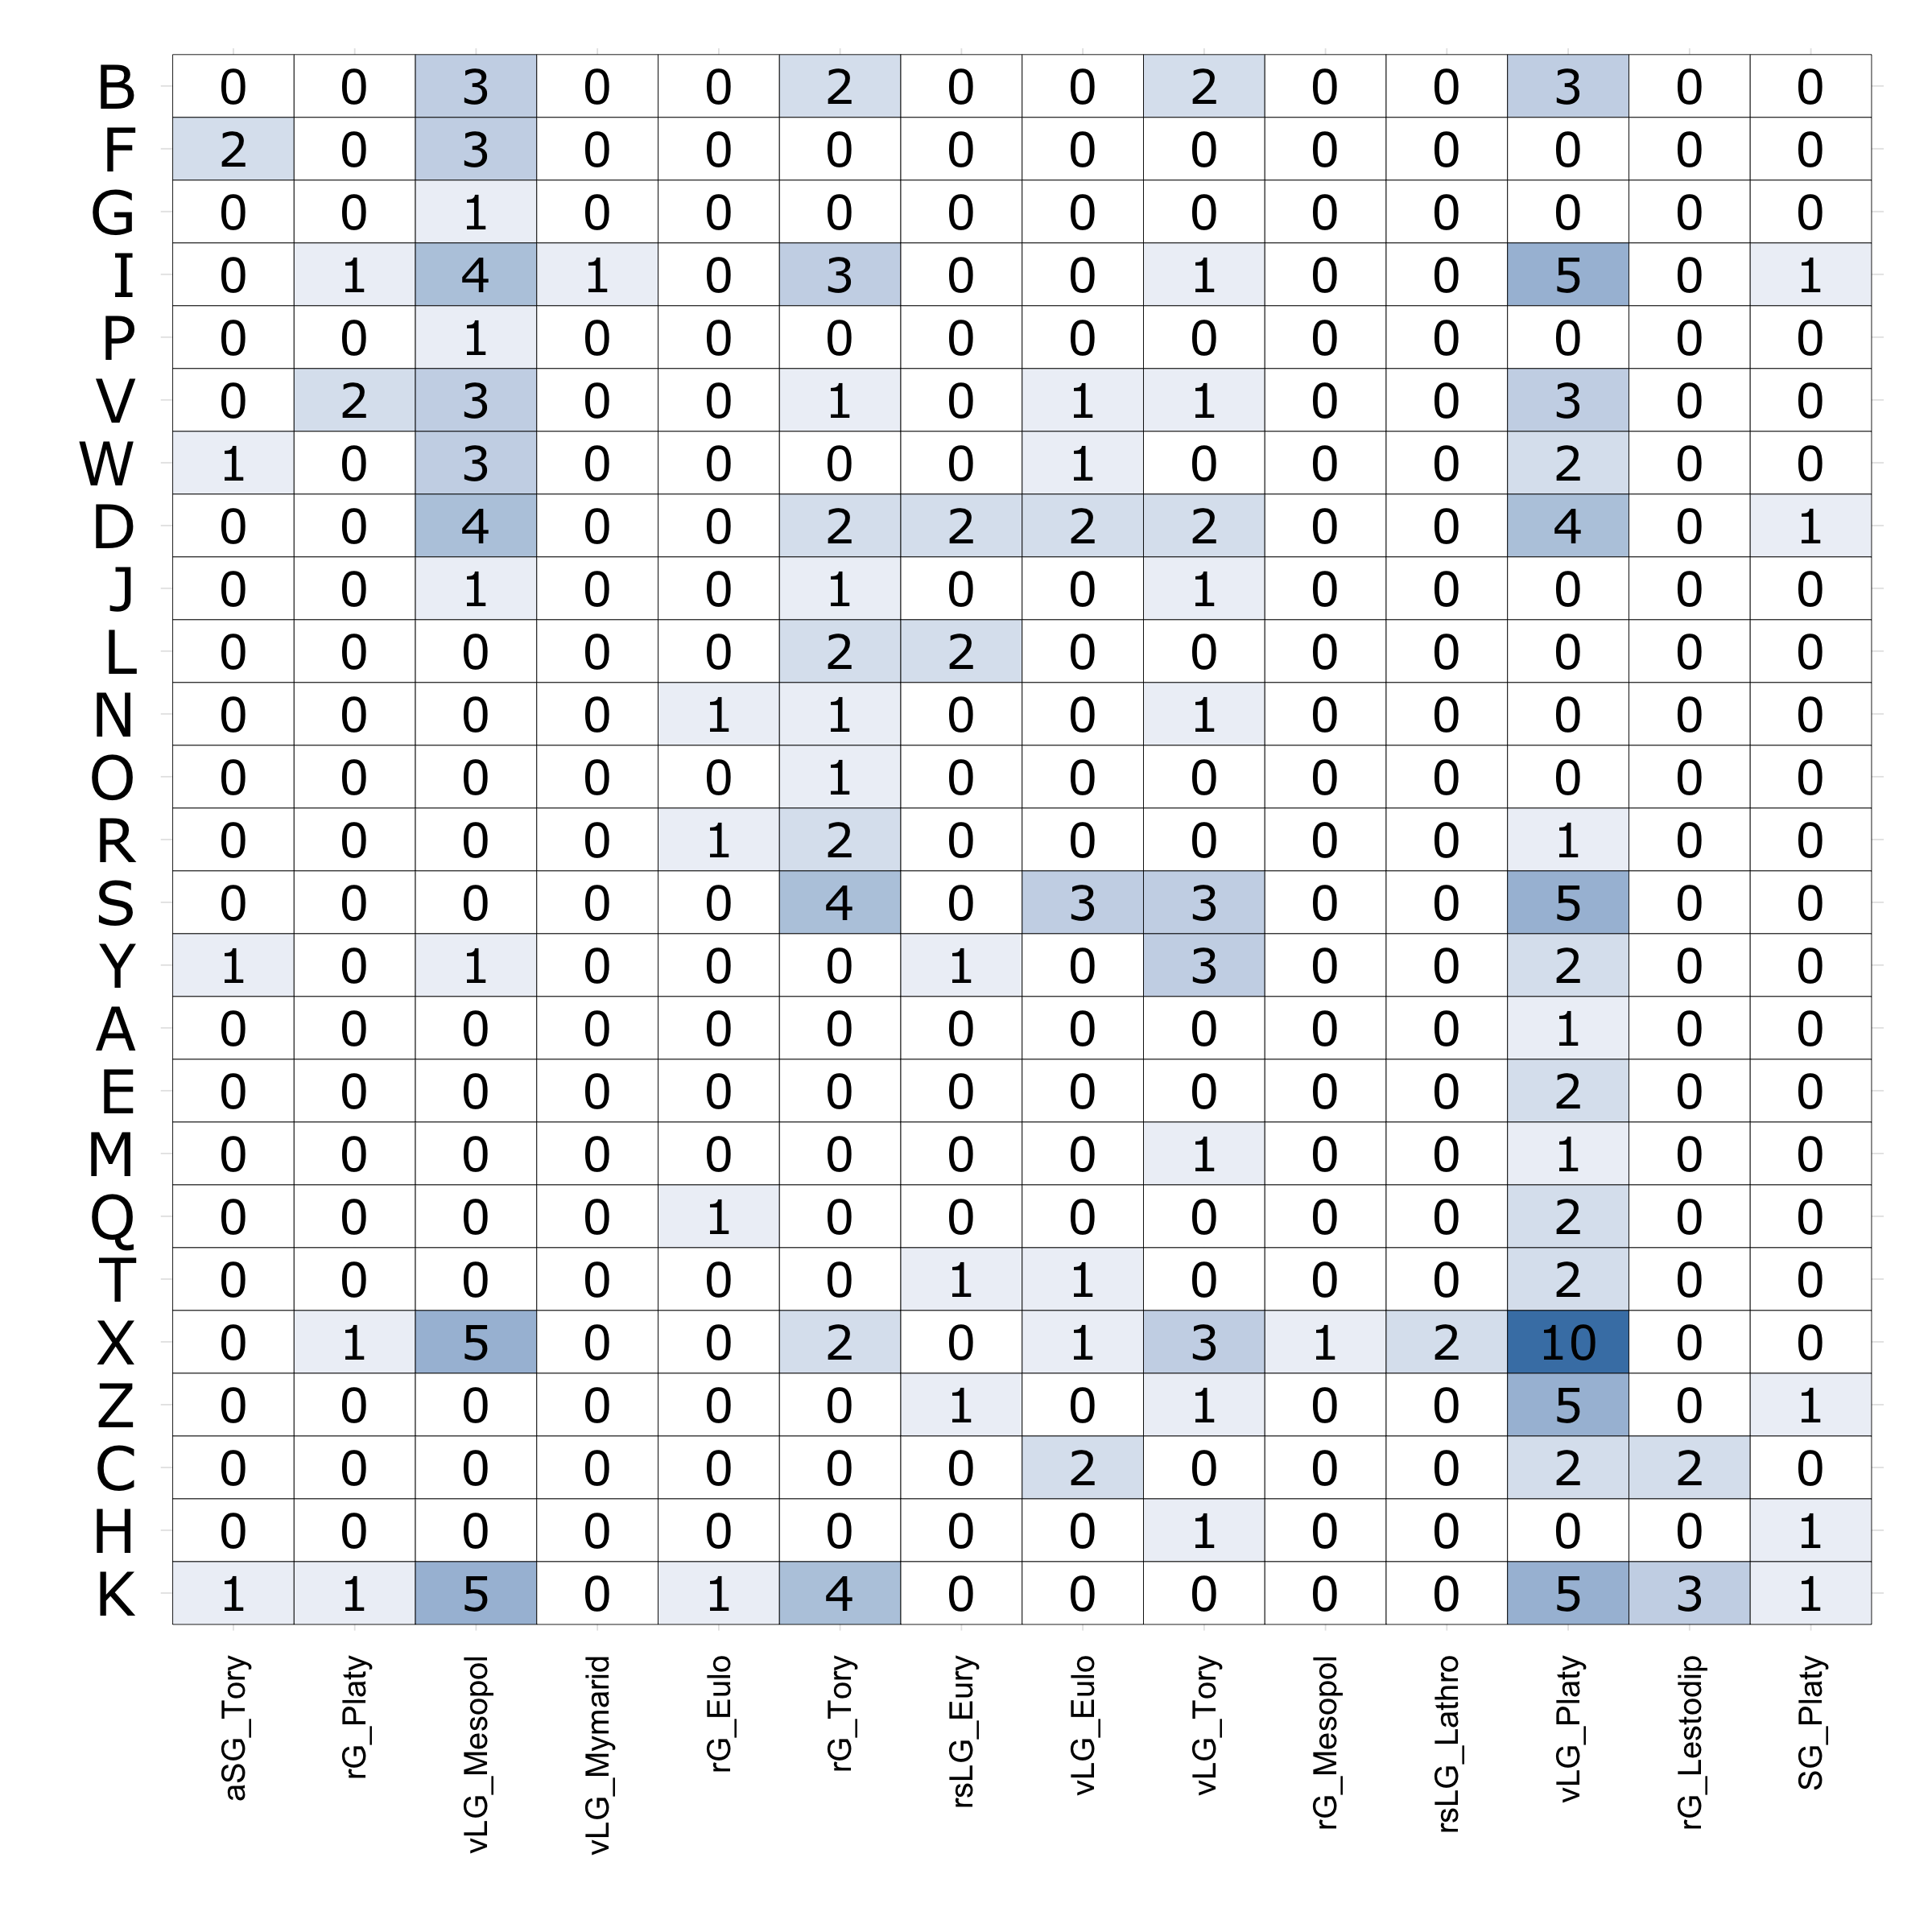 B 0 0 3 0 0 2 0 0 2 0 0 3 0 0
F 2 0 3 0 0 0 0 0 0 0 0 0 0 0
G 0 0 1 0 0 0 0 0 0 0 0 0 0 0
I 0 1 4 1 0 3 0 0 1 0 0 5 0 1
P 0 0 1 0 0 0 0 0 0 0 0 0 0 0
V 0 2 3 0 0 1 0 1 1 0 0 3 0 0
W 1 0 3 0 0 0 0 1 0 0 0 2 0 0
D 0 0 4 0 0 2 2 2 2 0 0 4 0 1
J 0 0 1 0 0 1 0 0 1 0 0 0 0 0
L 0 0 0 0 0 2 2 0 0 0 0 0 0 0
N 0 0 0 0 1 1 0 0 1 0 0 0 0 0
O 0 0 0 0 0 1 0 0 0 0 0 0 0 0
R 0 0 0 0 1 2 0 0 0 0 0 1 0 0
S 0 0 0 0 0 4 0 3 3 0 0 5 0 0
Y 1 0 1 0 0 0 1 0 3 0 0 2 0 0
A 0 0 0 0 0 0 0 0 0 0 0 1 0 0
E 0 0 0 0 0 0 0 0 0 0 0 2 0 0
M 0 0 0 0 0 0 0 0 1 0 0 1 0 0
Q 0 0 0 0 1 0 0 0 0 0 0 2 0 0
T 0 0 0 0 0 0 1 1 0 0 0 2 0 0
X 0 1 5 0 0 2 0 1 3 1 2 10 0 0
Z 0 0 0 0 0 0 1 0 1 0 0 5 0 1
C 0 0 0 0 0 0 0 2 0 0 0 2 2 0
H 0 0 0 0 0 0 0 0 1 0 0 0 0 1
K 1 1 5 0 1 4 0 0 0 0 0 5 3 1
aSG_Tory
rG_Platy
vLG_Mesopol
vLG_Mymarid
rG_Eulo
rG_Tory
rsLG_Eury
vLG_Eulo
vLG_Tory
rG_Mesopol
rsLG_Lathro
vLG_Platy
rG_Lestodip
SG_Platy